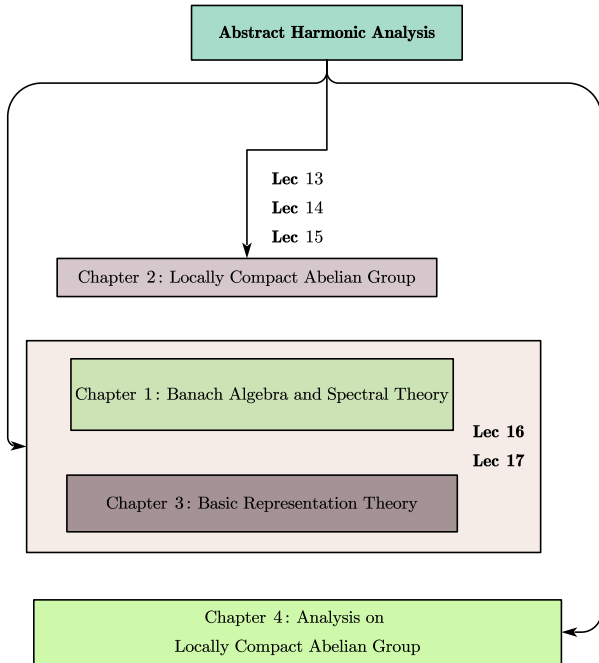 Abstract Harmonic Analysis
Lec 13
Lec 14
Lec 15
Chapter 2: Locally Compact Abelian Group
Chapter 1: Banach Algebra and Spectral Theory
Lec 16
Lec 17
Chapter 3: Basic Representation Theory
Chapter 4: Analysis on
Locally Compact Abelian Group